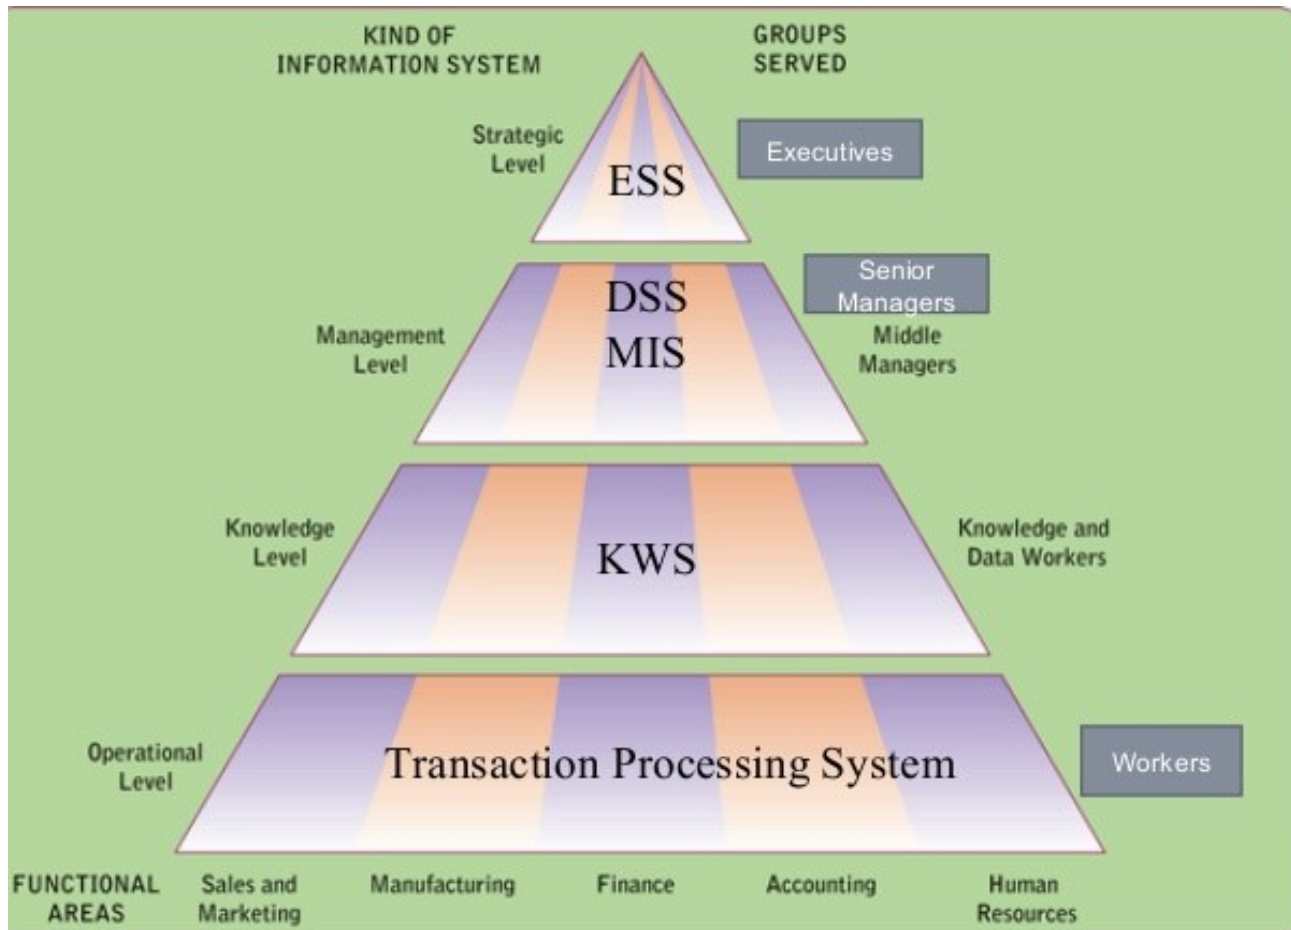 KIND OF
INFORMATION SYSTEM
GROUPS
SERVED
Strategic
Level
ESS
Executives
Management
Level
DSS
MIS
Senior
Managers
Middle
Managers
Knowledge
Level
KWS
Knowledge and
Data Workers
Operational
Level
Transaction Processing System
Workers
FUNCTIONAL
AREAS
Sales and
Marketing
Manufacturing
Finance
Accounting
Human
Resources